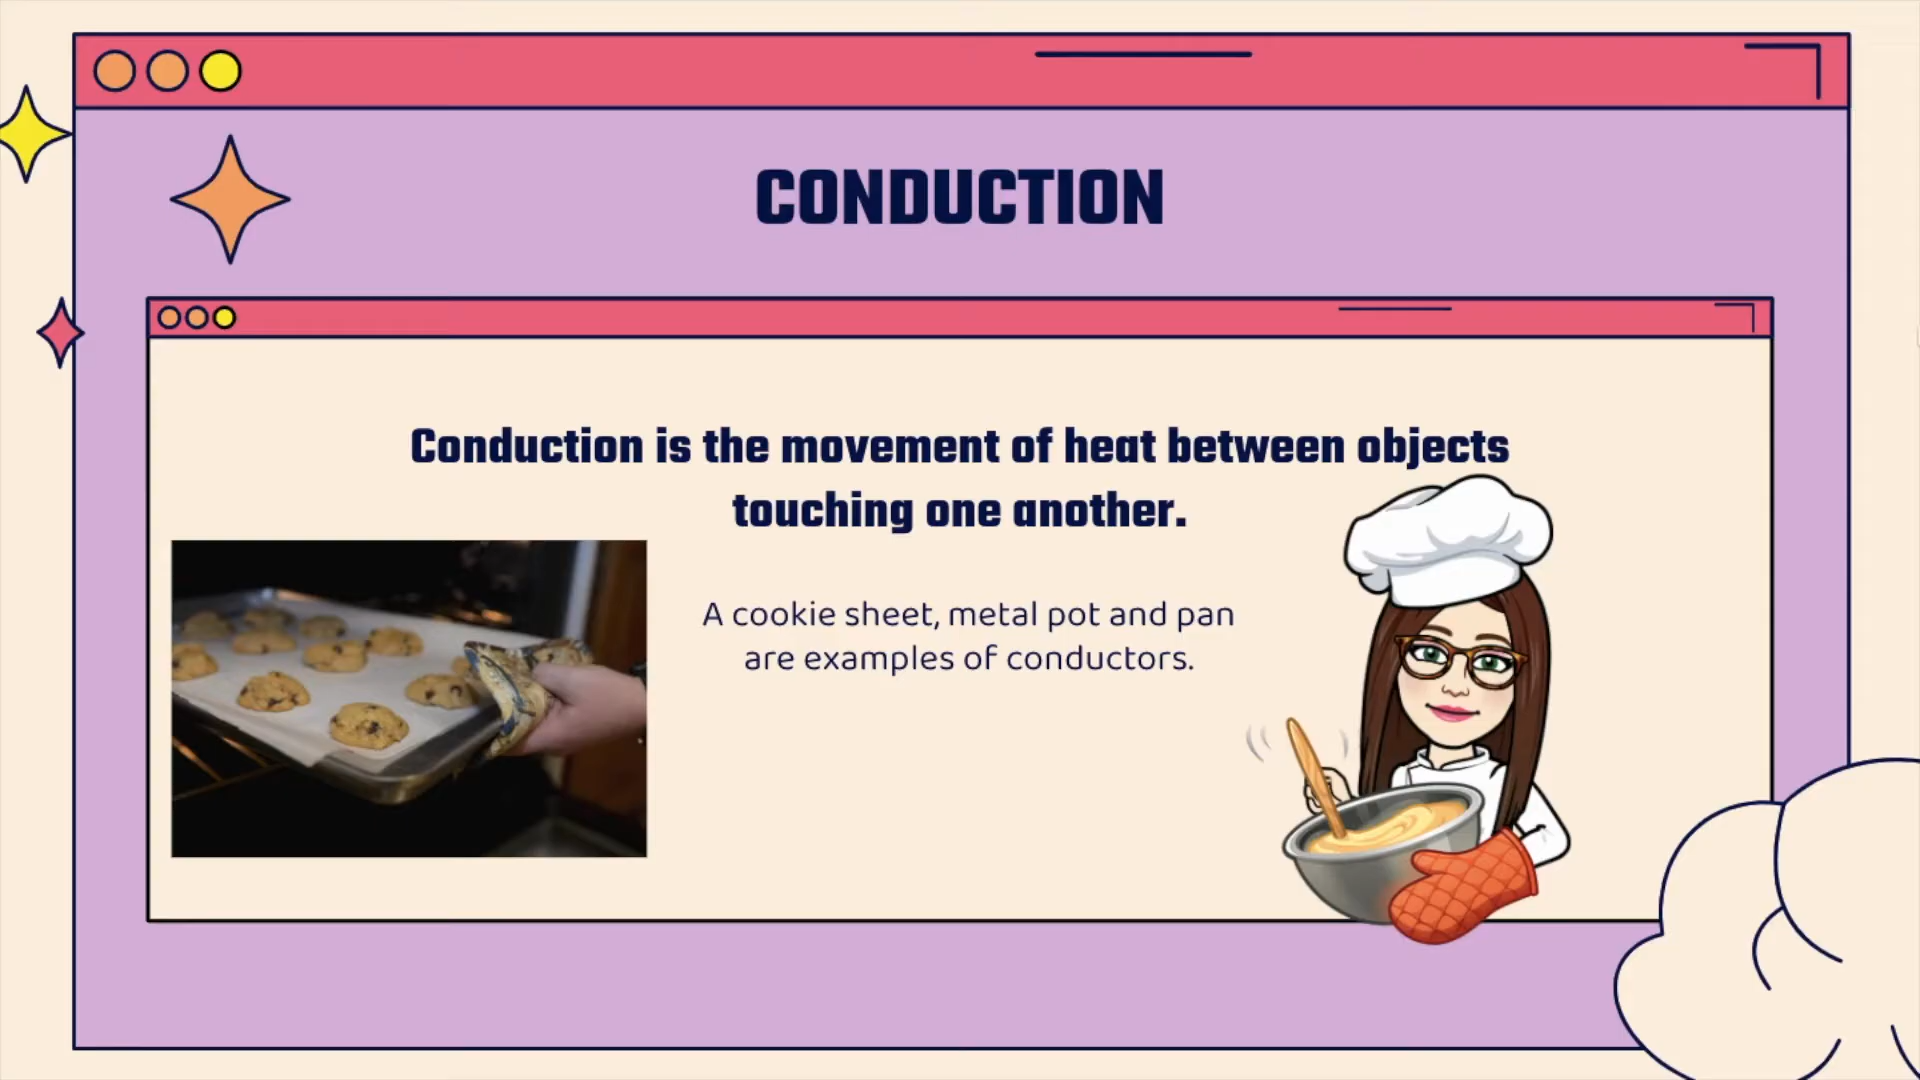 CONDUCTION
Conduction is the movement of heat between objects
touching one another.
A cookie sheet, metal pot and pan
are examples of conductors.